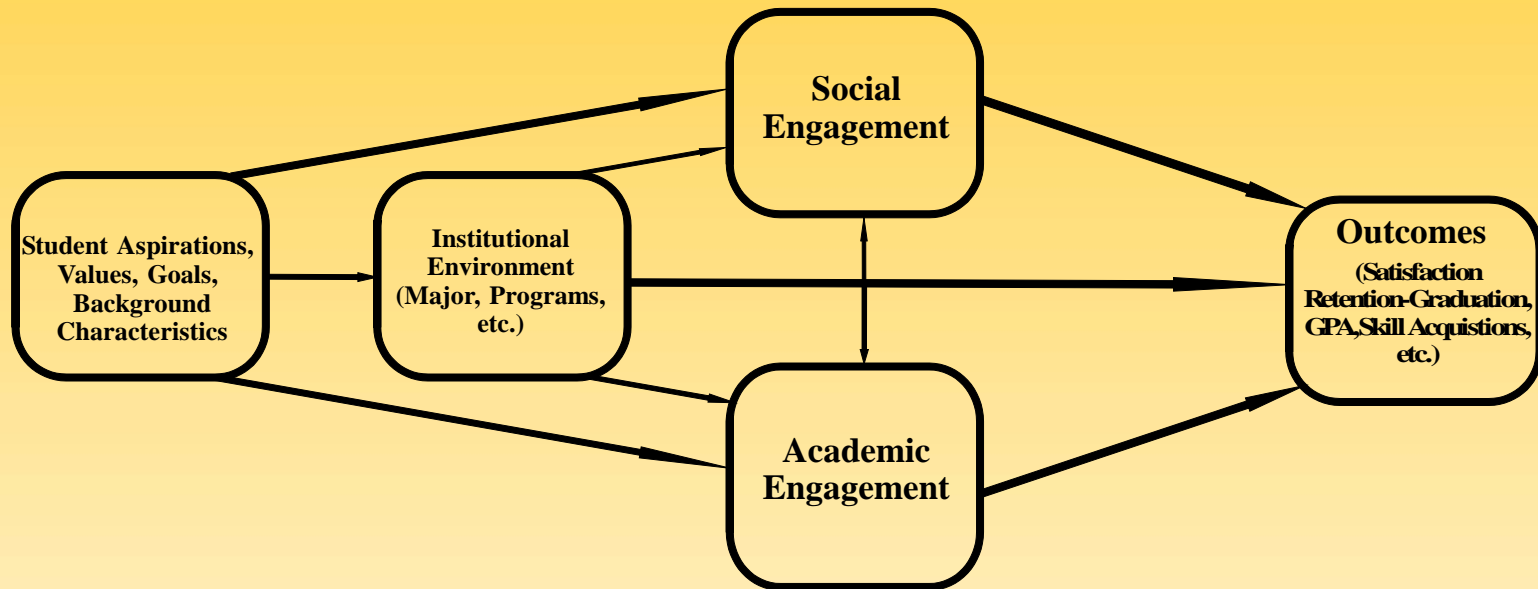 Social
Engagement
Student Aspirations,
Values, Goals,
Background
Characteristics
Institutional
Environment
(Major, Programs,
etc.)
Outcomes
(Satisfaction
Retention-Graduation,
GPA,Skill Acquistions,
etc.)
Academic
Engagement